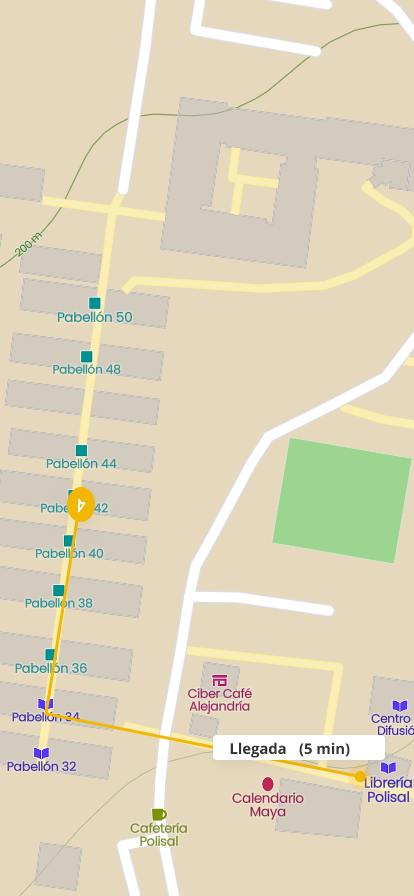 200 m
Pabellón 50
Pabellón 48
Pabellón 44
4
42
Pabellón 40
Pabellón 38
Pabellón 36
Pabellón 34
Pabellón 32
Ciber Café
Alejandría
Centro
Difusió
Llegada (5 min)
Librería
Polisal
Calendario
Maya
Cafetería
Polisal